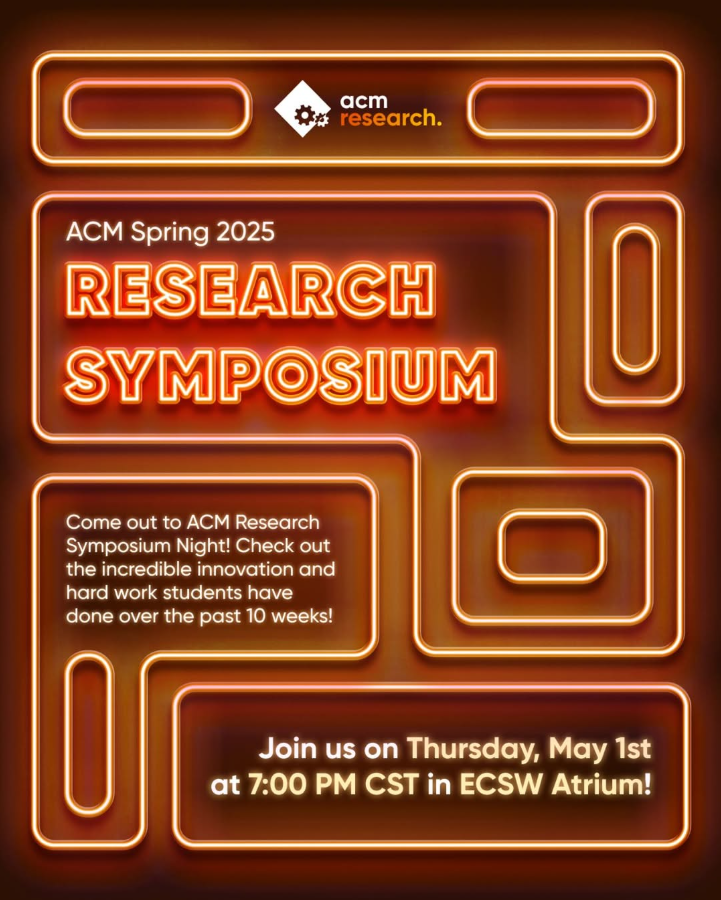 acm
research.
ACM Spring 2025
RESEARCH
SYMPOSIUM
Come out to ACM Research
Symposium Night! Check out
the incredible innovation and
hard work students have
done over the past 10 weeks!
Join us on Thursday, May 1st
at 7:00 PM CST in ECSW Atrium!